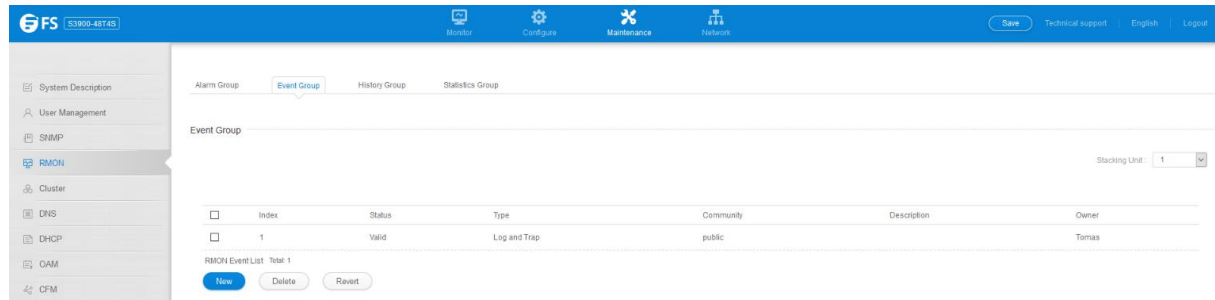 FS S3900-48T4S
Monitor Configure Maintenance Network
Save Technical support English Logout
System Description
User Management
SNMP
RMON
Cluster
DNS
DHCP
OAM
CFM
Alarm Group Event Group History Group Statistics Group
Event Group
Stacking Unit: 1
Index Status Type Community Description Owner
1 Valid Log and Trap public Tomas
RMON Event List Total: 1
New Delete Revert